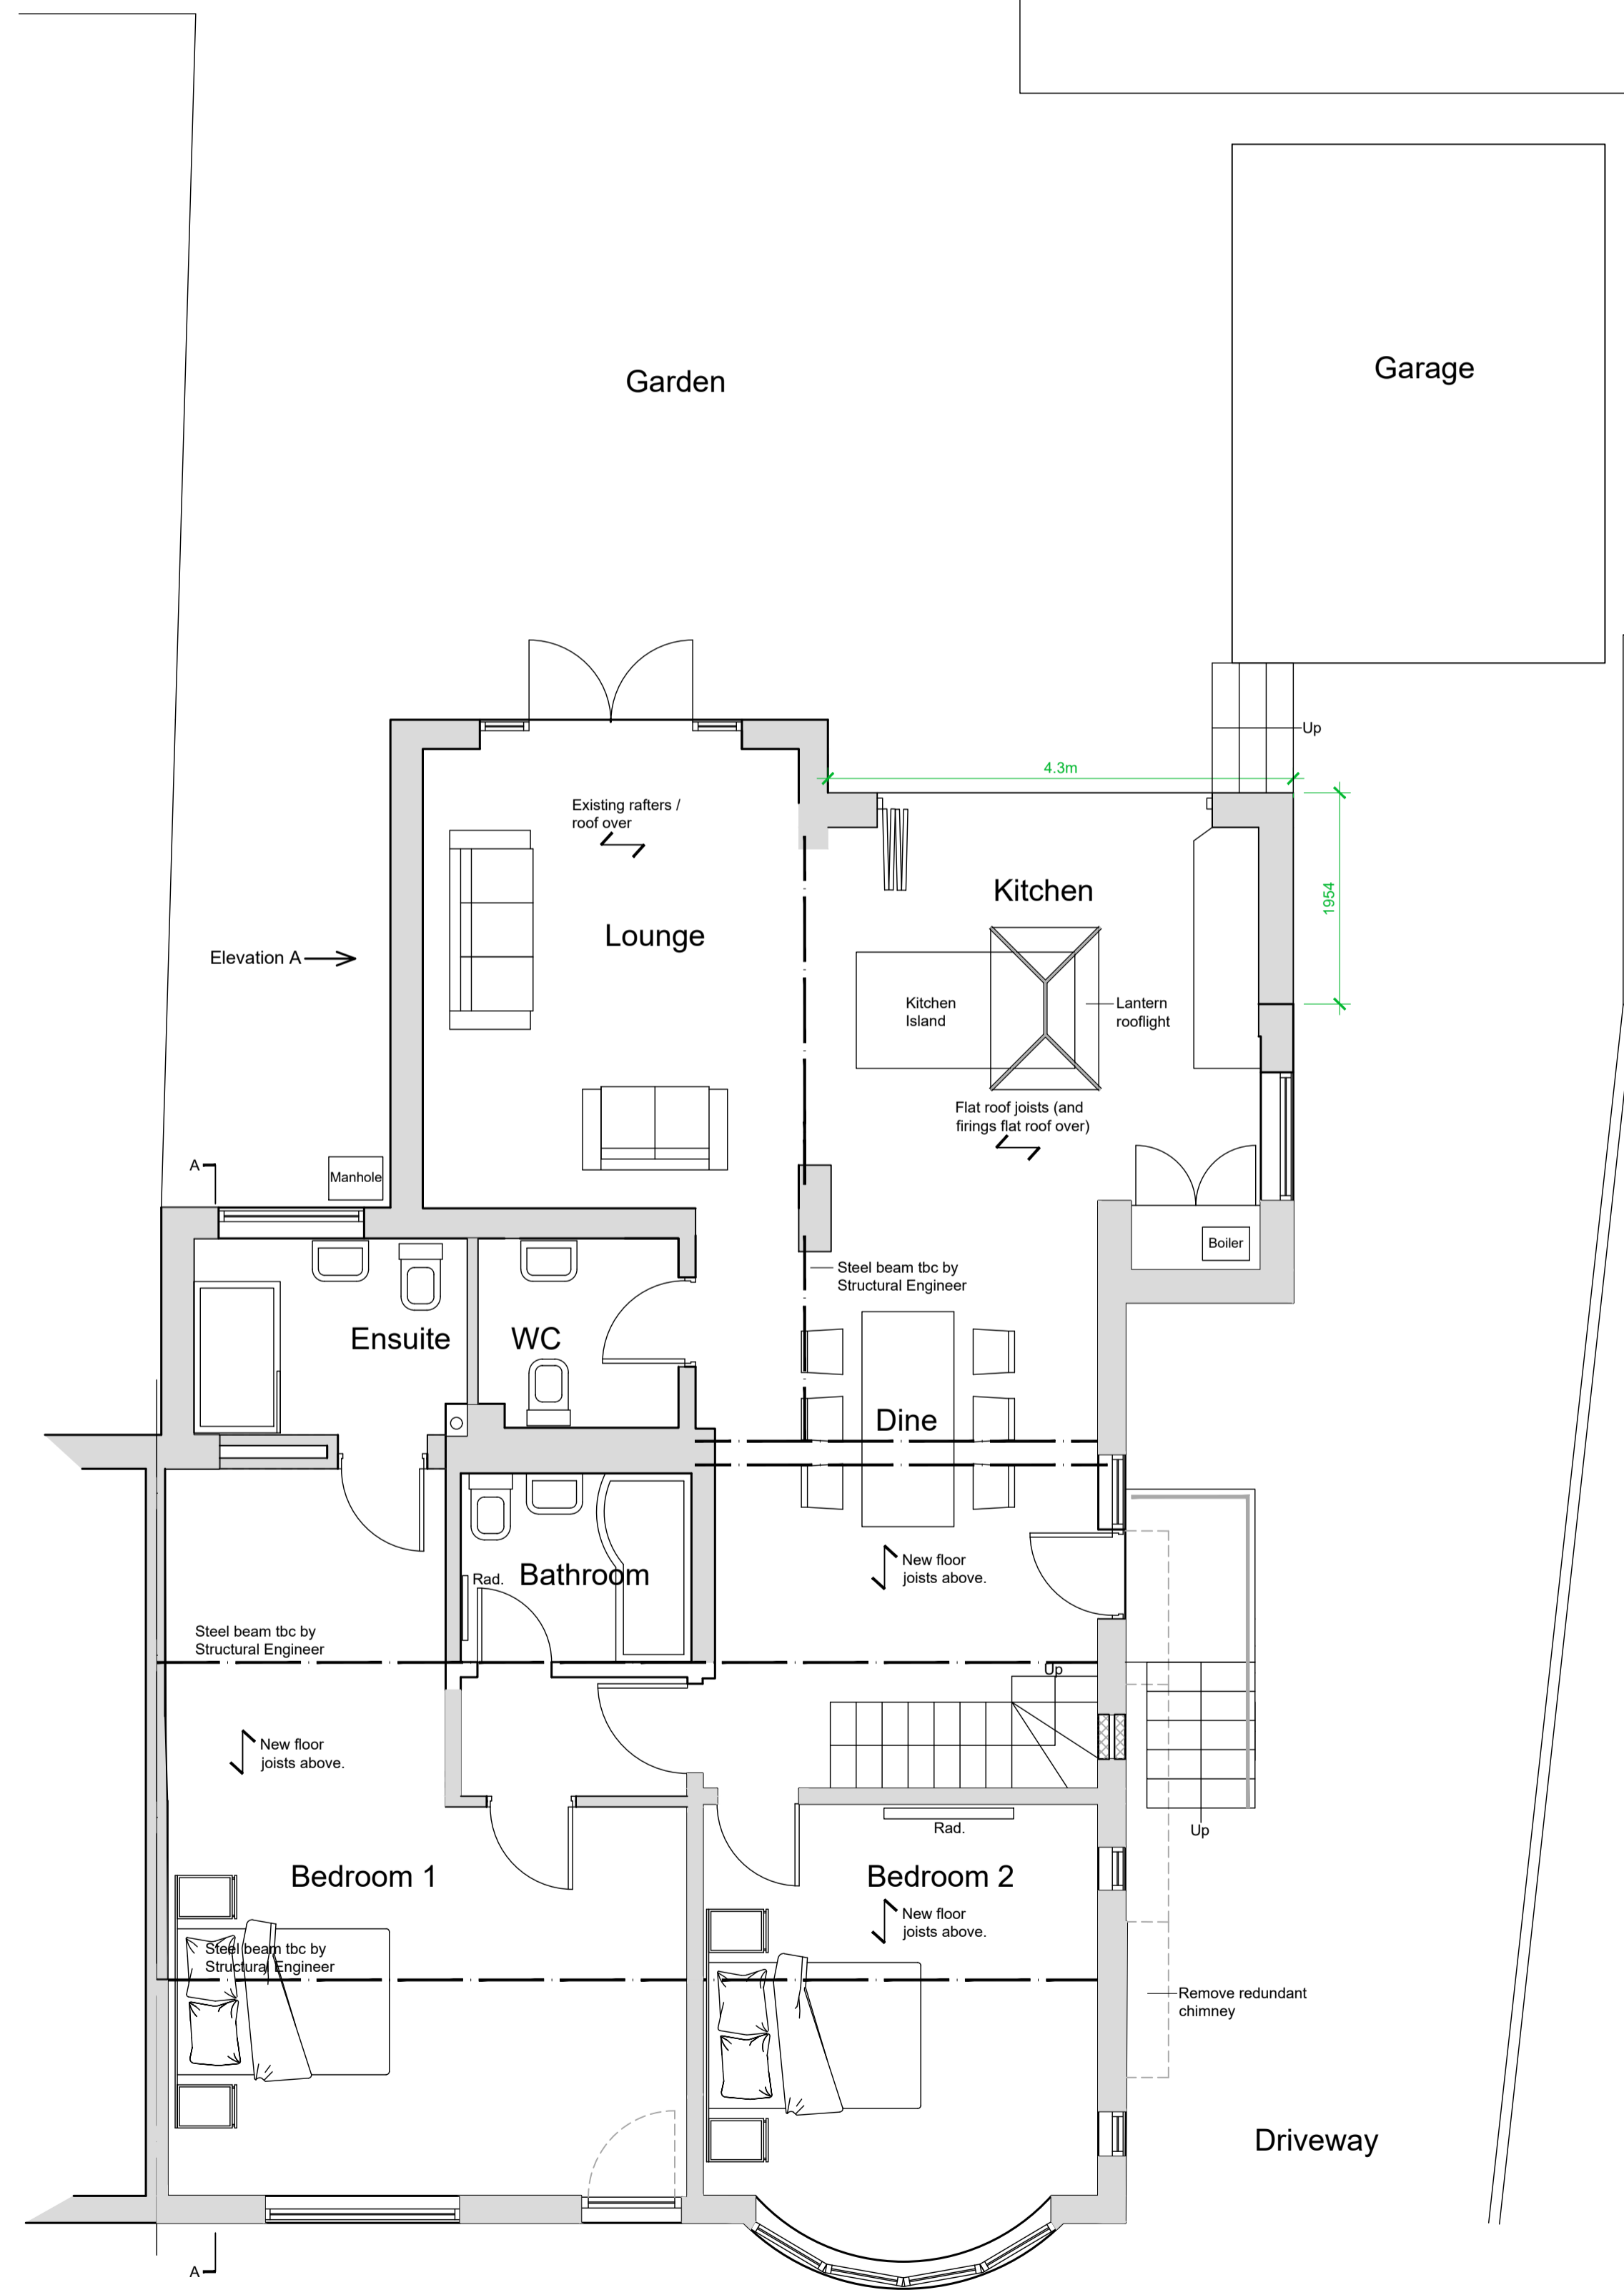 Garage
Garden
Up
4.3m
Existing rafters /
roof over
Kitchen
1954
Lounge
Elevation A
Kitchen
Island
Lantern
rooflight
Flat roof joists (and
firings flat roof over)
A
Manhole
Boiler
Steel beam tbc by
Structural Engineer
Ensuite
WC
Dine
New floor
joists above.
Rad.
Bathroom
Steel beam tbc by
Structural Engineer
Up
New floor
joists above.
Rad.
Up
Bedroom 1
Bedroom 2
New floor
joists above.
Steel beam tbc by
Structural Engineer
Remove redundant
chimney
Driveway
A